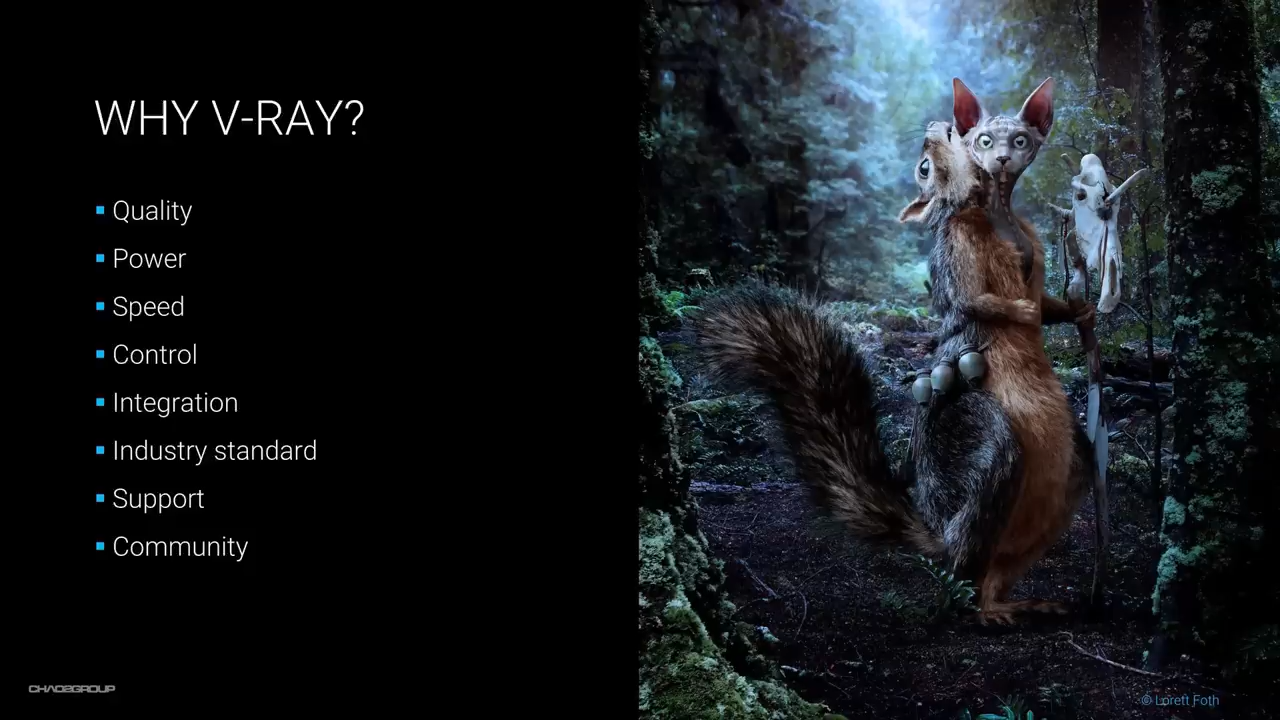 WHY V-RAY?
Quality
Power
Speed
Control
Integration
Industry standard
Support
Community
CHAOSGROUP
© Lorett Foth